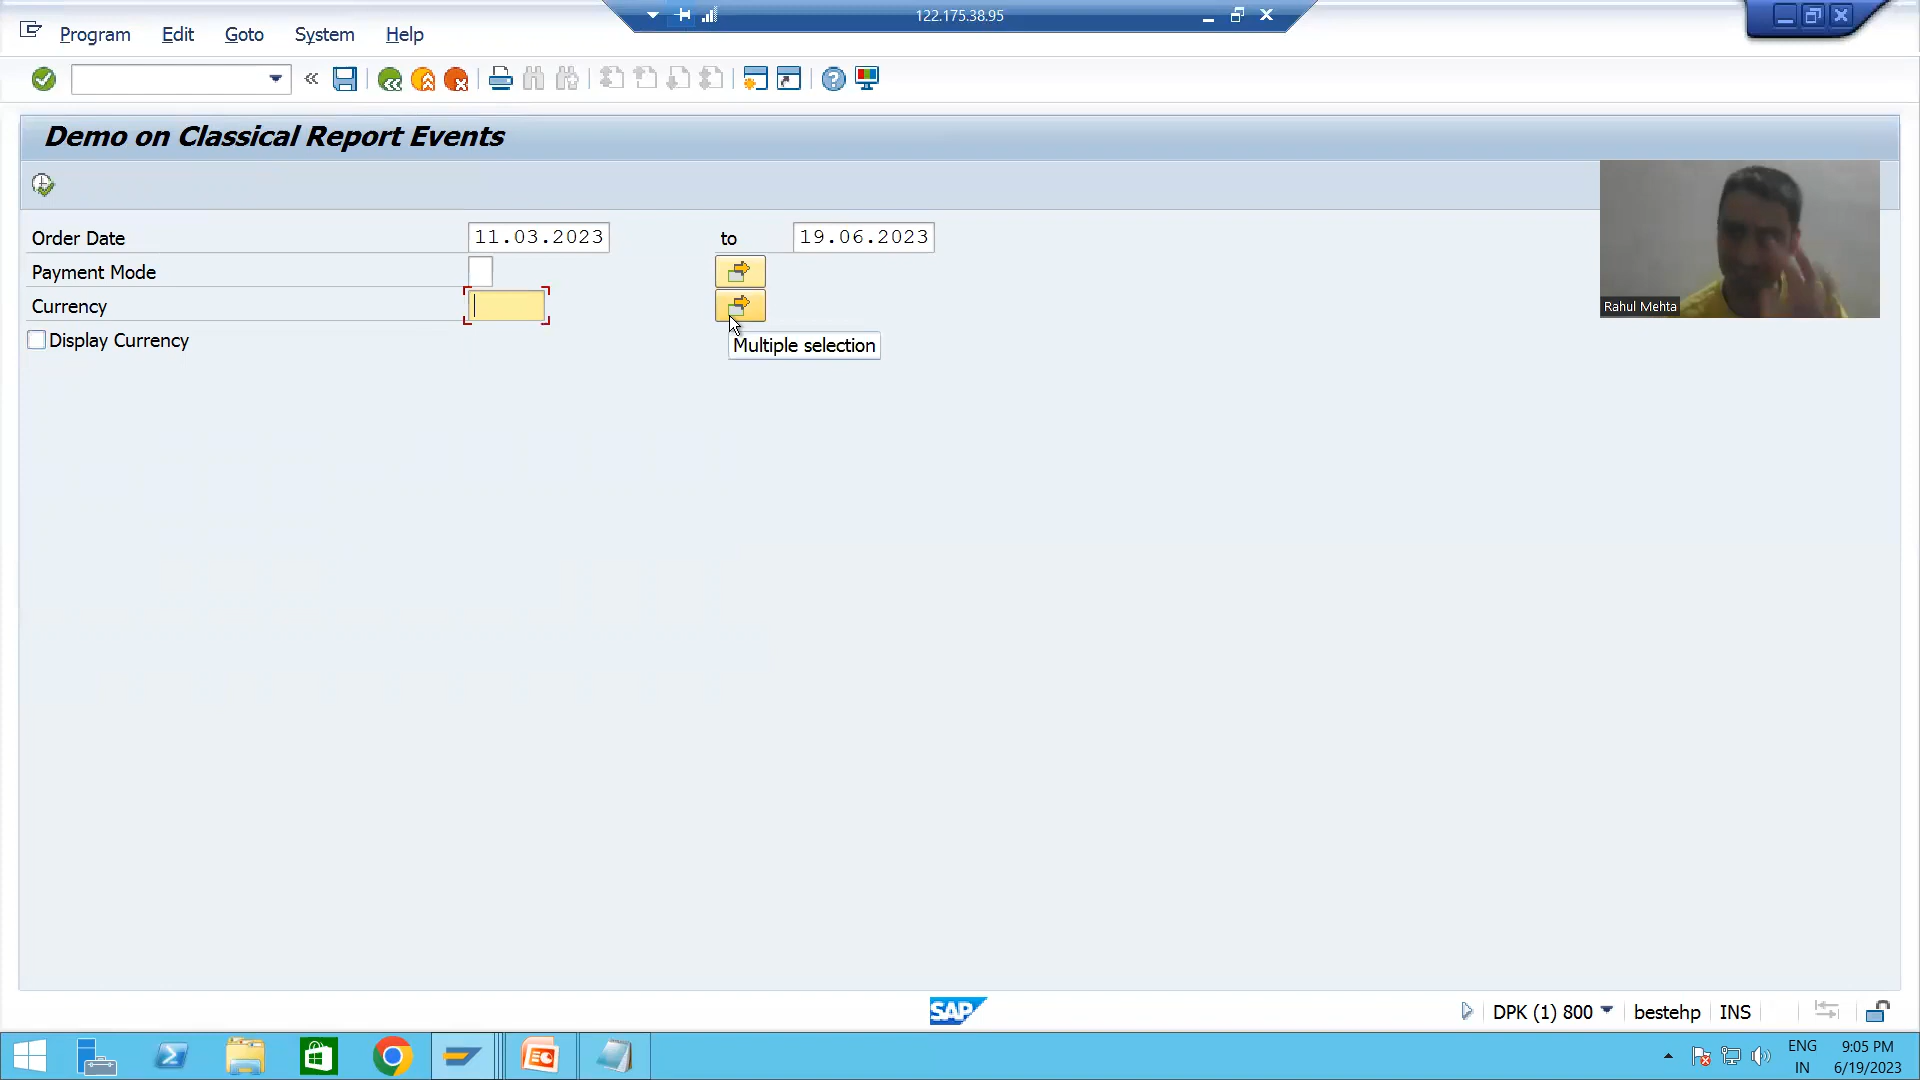 122.175.38.95
Program Edit Goto System Help
Demo on Classical Report Events
Order Date 11.03.2023 to 19.06.2023
Payment Mode
Currency
Display Currency
Multiple selection
Rahul Mehta
SAP DPK (1) 800 bestehp INS
ENG 9:05 PM
IN 6/19/2023